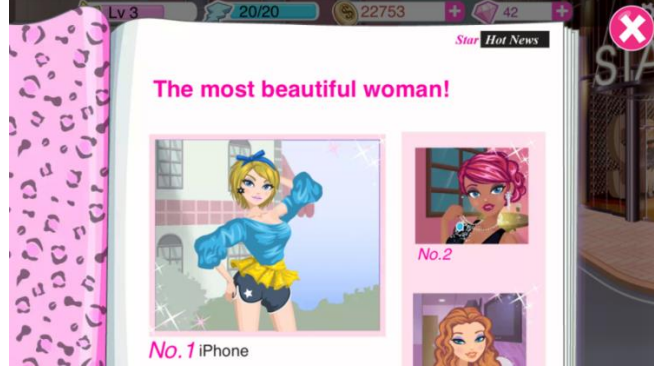 Lv 3
20/20
22753
42
Star Hot News
The most beautiful woman!
No.2
No.1 iPhone